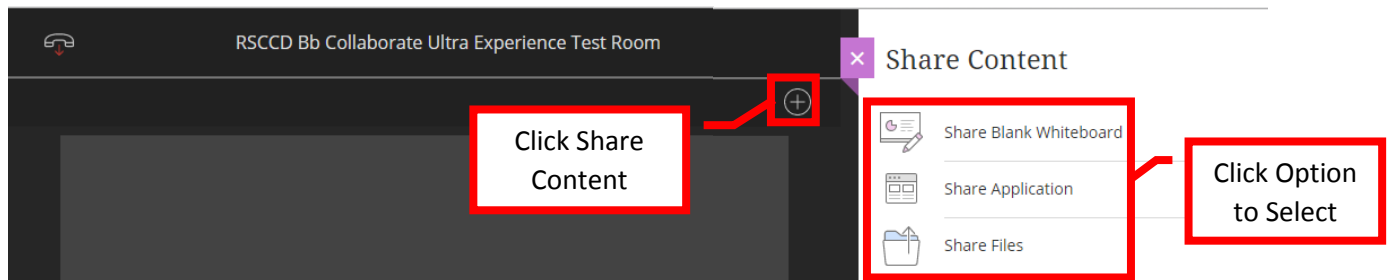 RSCCD Bb Collaborate Ultra Experience Test Room
Share Content
Click Share
Content
Share Blank Whiteboard
Share Application
Share Files
Click Option
to Select